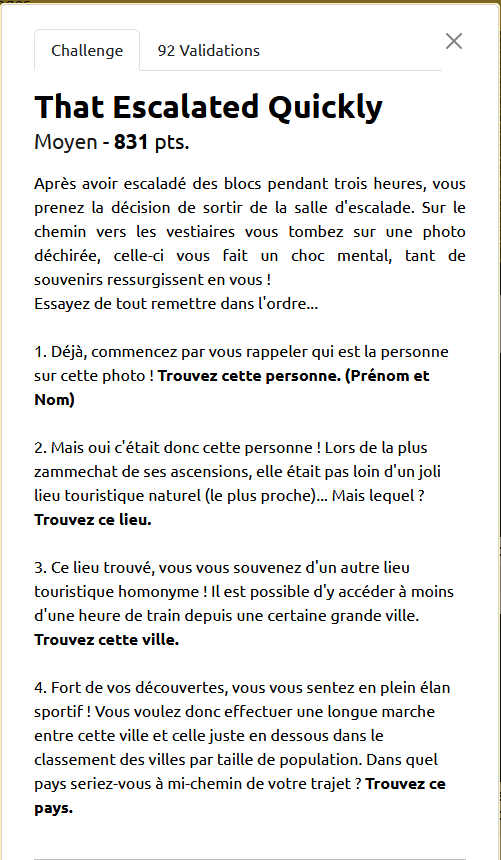 Challenge
92 Validations
That Escalated Quickly
Moyen - 831 pts.
Après avoir escaladé des blocs pendant trois heures, vous
prenez la décision de sortir de la salle d'escalade. Sur le
chemin vers les vestiaires vous tombez sur une photo
déchirée, celle-ci vous fait un choc mental, tant de
souvenirs ressurgissent en vous !
Essayez de tout remettre dans l'ordre...
1. Déjà, commencez par vous rappeler qui est la personne
sur cette photo ! Trouvez cette personne. (Prénom et
Nom)
2. Mais oui c'était donc cette personne ! Lors de la plus
zammechat de ses ascensions, elle était pas loin d'un joli
lieu touristique naturel (le plus proche)... Mais lequel ?
Trouvez ce lieu.
3. Ce lieu trouvé, vous vous souvenez d'un autre lieu
touristique homonyme ! Il est possible d'y accéder à moins
d'une heure de train depuis une certaine grande ville.
Trouvez cette ville.
4. Fort de vos découvertes, vous vous sentez en plein élan
sportif ! Vous voulez donc effectuer une longue marche
entre cette ville et celle juste en dessous dans le
classement des villes par taille de population. Dans quel
pays seriez-vous à mi-chemin de votre trajet ? Trouvez ce
pays.